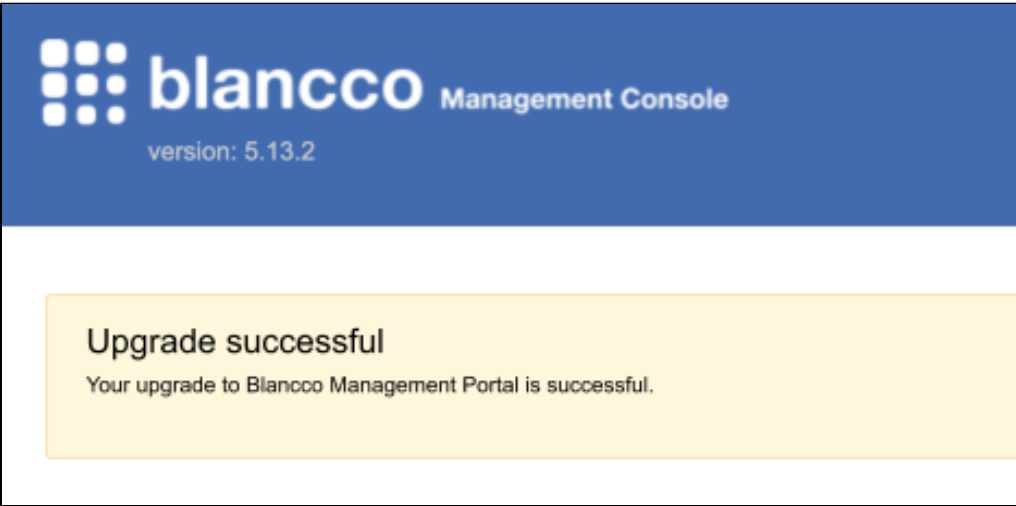 blancco Management Console
version: 5.13.2
Upgrade successful
Your upgrade to Blancco Management Portal is successful.